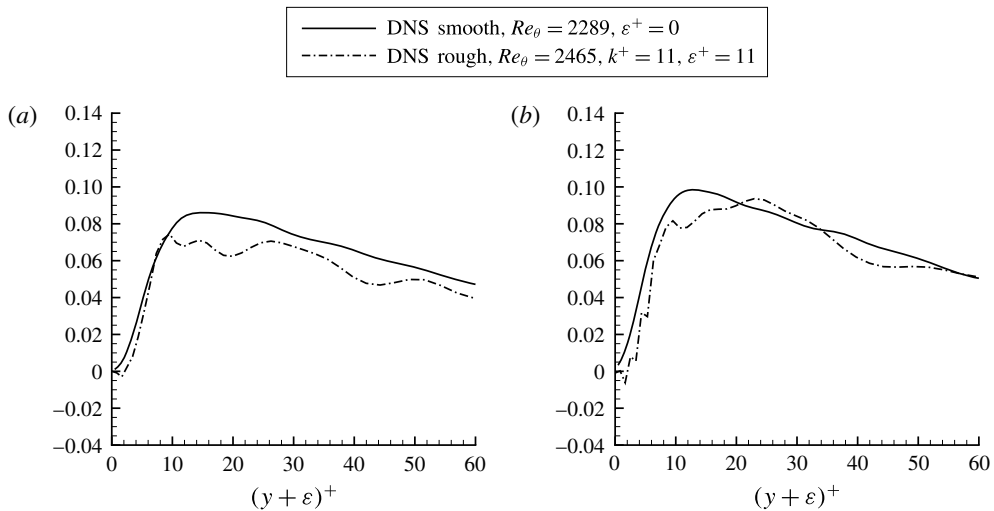 DNS smooth, Reθ = 2289, ε+ = 0
DNS rough, Reθ = 2465, k+ = 11, ε+ = 11
(a)
0.14
0.12
0.10
0.08
0.06
0.04
0.02
0
−0.02
−0.04
0 10 20 30 40 50 60
(y + ε)+
(b)
0.14
0.12
0.10
0.08
0.06
0.04
0.02
0
−0.02
−0.04
0 10 20 30 40 50 60
(y + ε)+